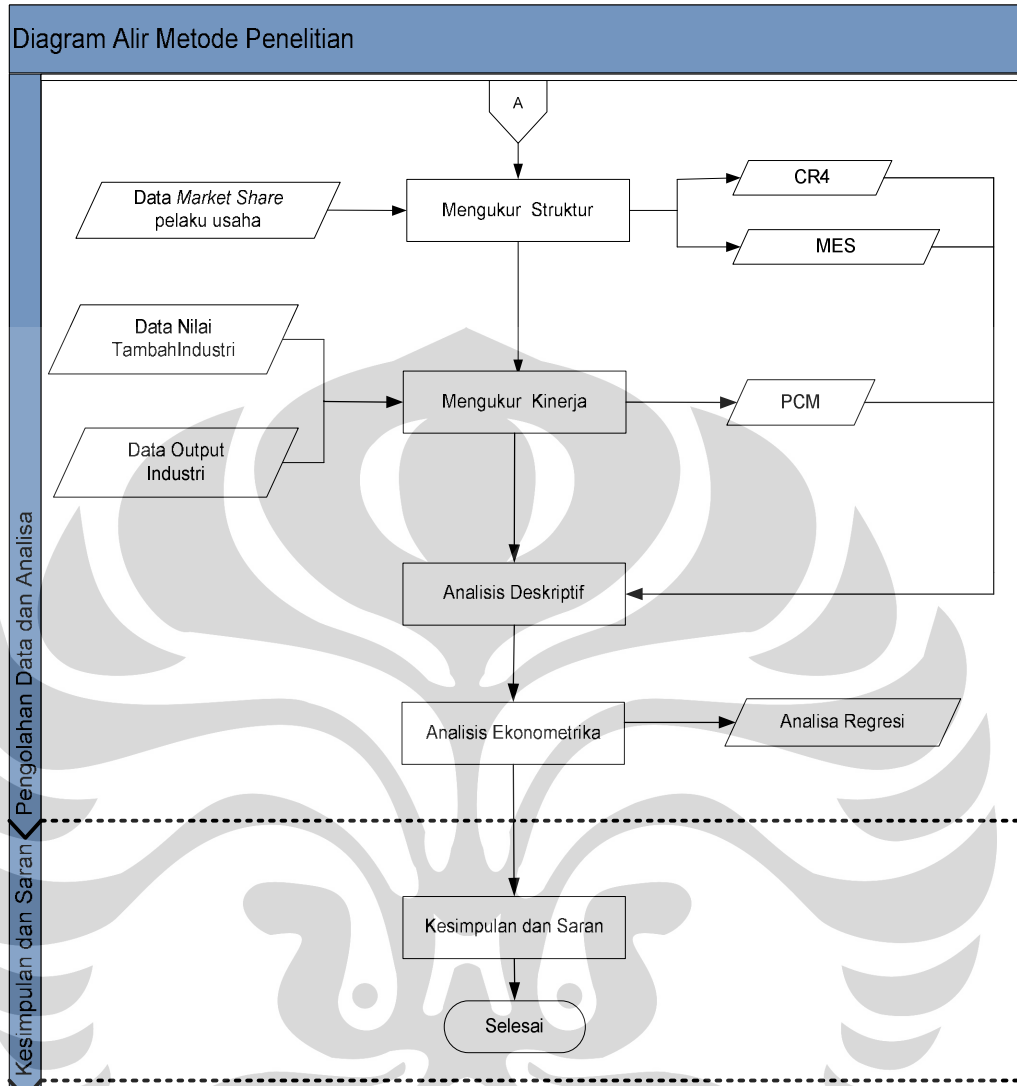 Diagram Alir Metode Penelitian
A
Data Market Share
pelaku usaha
Mengukur Struktur
CR4
MES
Data Nilai
TambahIndustri
Data Output
Industri
Mengukur Kinerja
PCM
Analisis Deskriptif
Analisis Ekonometrika
Analisa Regresi
Pengolahan Data dan Analisa
Kesimpulan dan Saran
Selesai
Kesimpulan dan Saran